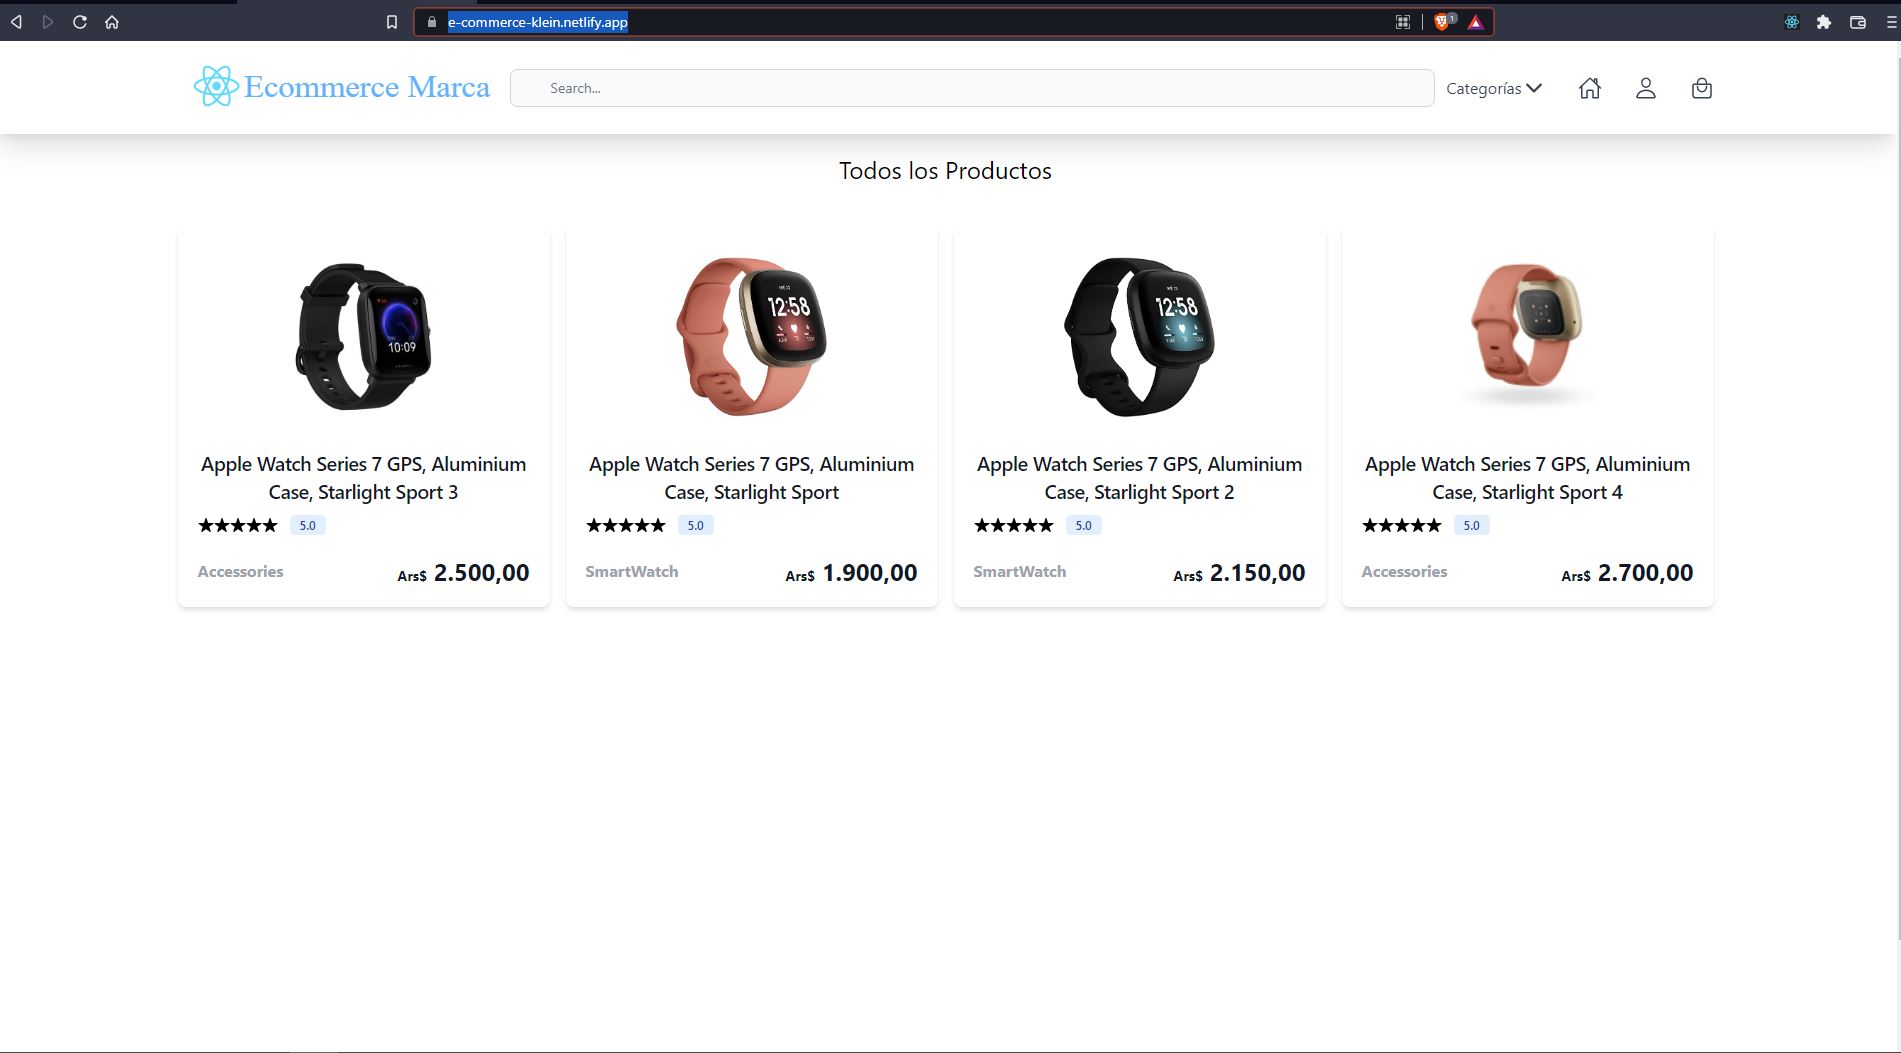 e-commerce-klein.netlify.app
1
Ecommerce Marca
Search...
Categorías
Todos los Productos
10:09
12:58
12:58
Apple Watch Series 7 GPS, Aluminium
Case, Starlight Sport 3
5.0
Accessories
Ars$ 2.500,00
Apple Watch Series 7 GPS, Aluminium
Case, Starlight Sport
5.0
SmartWatch
Ars$ 1.900,00
Apple Watch Series 7 GPS, Aluminium
Case, Starlight Sport 2
5.0
SmartWatch
Ars$ 2.150,00
Apple Watch Series 7 GPS, Aluminium
Case, Starlight Sport 4
5.0
Accessories
Ars$ 2.700,00